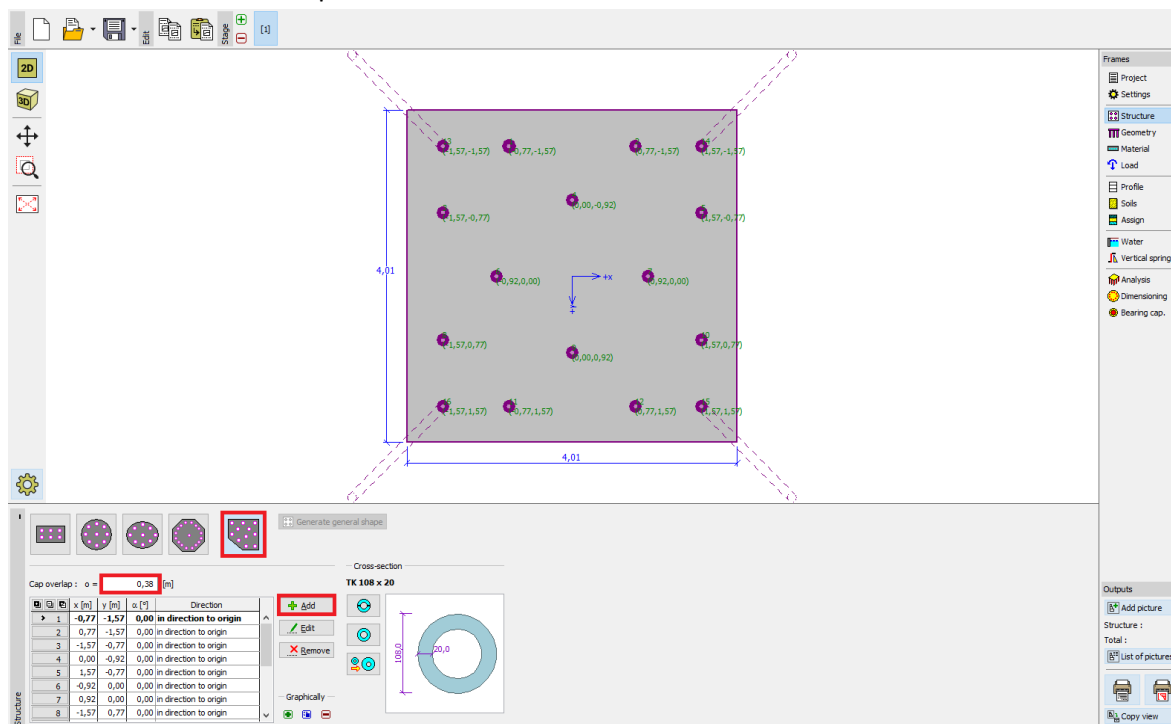 File
Edit
Stage
[1]
2D
3D
Frames
Project
Settings
Structure
Geometry
Material
Load
Profile
Soils
Assign
Water
Vertical spring
Analysis
Dimensioning
Bearing cap.
1,57,-1,57)
0,77,-1,57)
0,77,-1,57)
1,57,-1,57)
0,00,-0,92)
1,57,-0,77)
1,57,-0,77)
0,92,0,00)
+x
0,92,0,00)
4,01
1,57,0,77)
1,57,0,77)
0,00,0,92)
1,57,1,57)
0,77,1,57)
0,77,1,57)
1,57,1,57)
4,01
Generate general shape
Cap overlap : o = 0,38 [m]
x [m] y [m] α [°] Direction
1 -0,77 -1,57 0,00 in direction to origin
2 0,77 -1,57 0,00 in direction to origin
3 -1,57 -0,77 0,00 in direction to origin
4 0,00 -0,92 0,00 in direction to origin
5 1,57 -0,77 0,00 in direction to origin
6 -0,92 0,00 0,00 in direction to origin
7 0,92 0,00 0,00 in direction to origin
8 -1,57 0,77 0,00 in direction to origin
Add
Edit
Remove
Graphically
Cross-section
TK 108 x 20
108,0
20,0
Structure
Outputs
Add picture
Structure :
Total :
List of pictures
Copy view